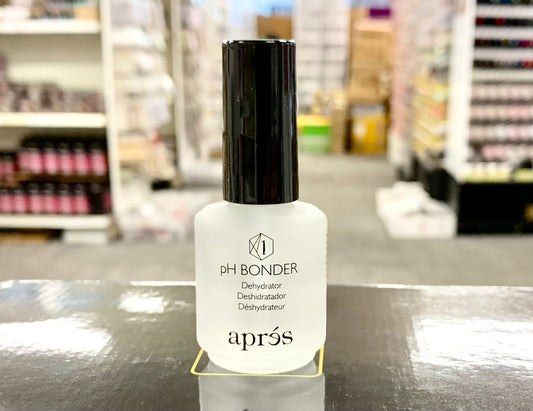 1
pH BONDER
Dehydrator
Deshidratador
Déshydrateur
aprés